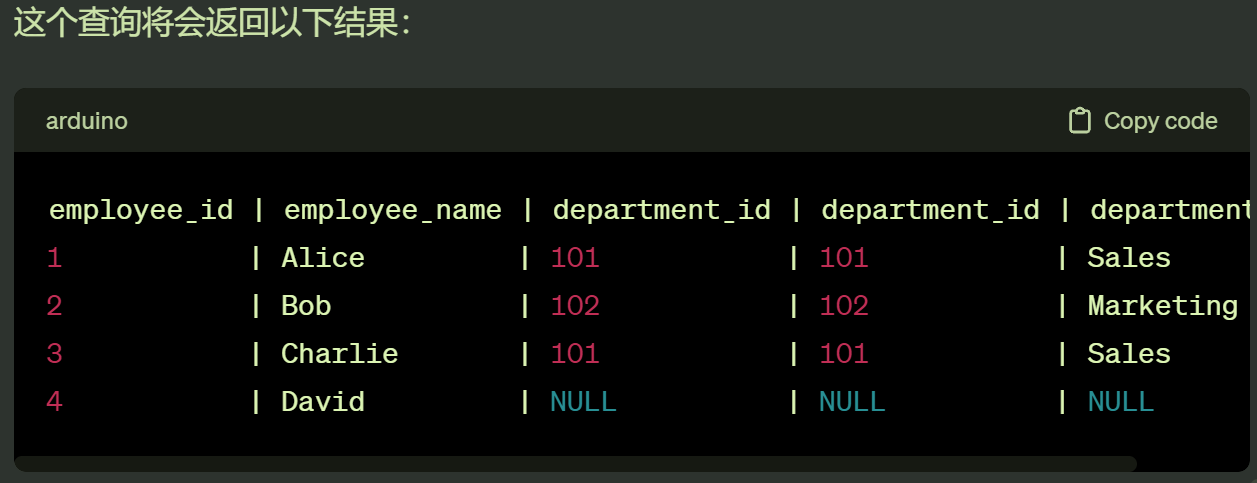 这个查询将会返回以下结果：
arduino Copy code
employee_id | employee_name | department_id | department_id | department
1 | Alice | 101 | 101 | Sales
2 | Bob | 102 | 102 | Marketing
3 | Charlie | 101 | 101 | Sales
4 | David | NULL | NULL | NULL